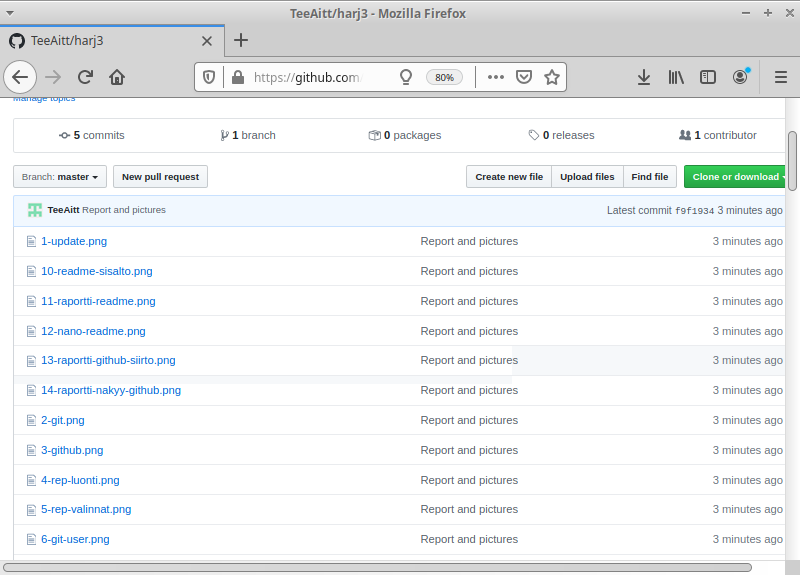 TeeAitt/harj3 - Mozilla Firefox
TeeAitt/harj3
https://github.com/ 80%
Manage topics
5 commits 1 branch 0 packages 0 releases 1 contributor
Branch: master New pull request Create new file Upload files Find file Clone or download
TeeAitt Report and pictures Latest commit f9f1934 3 minutes ago
1-update.png Report and pictures 3 minutes ago
10-readme-sisalto.png Report and pictures 3 minutes ago
11-raportti-readme.png Report and pictures 3 minutes ago
12-nano-readme.png Report and pictures 3 minutes ago
13-raportti-github-siirto.png Report and pictures 3 minutes ago
14-raportti-nakyy-github.png Report and pictures 3 minutes ago
2-git.png Report and pictures 3 minutes ago
3-github.png Report and pictures 3 minutes ago
4-rep-luonti.png Report and pictures 3 minutes ago
5-rep-valinnat.png Report and pictures 3 minutes ago
6-git-user.png Report and pictures 3 minutes ago